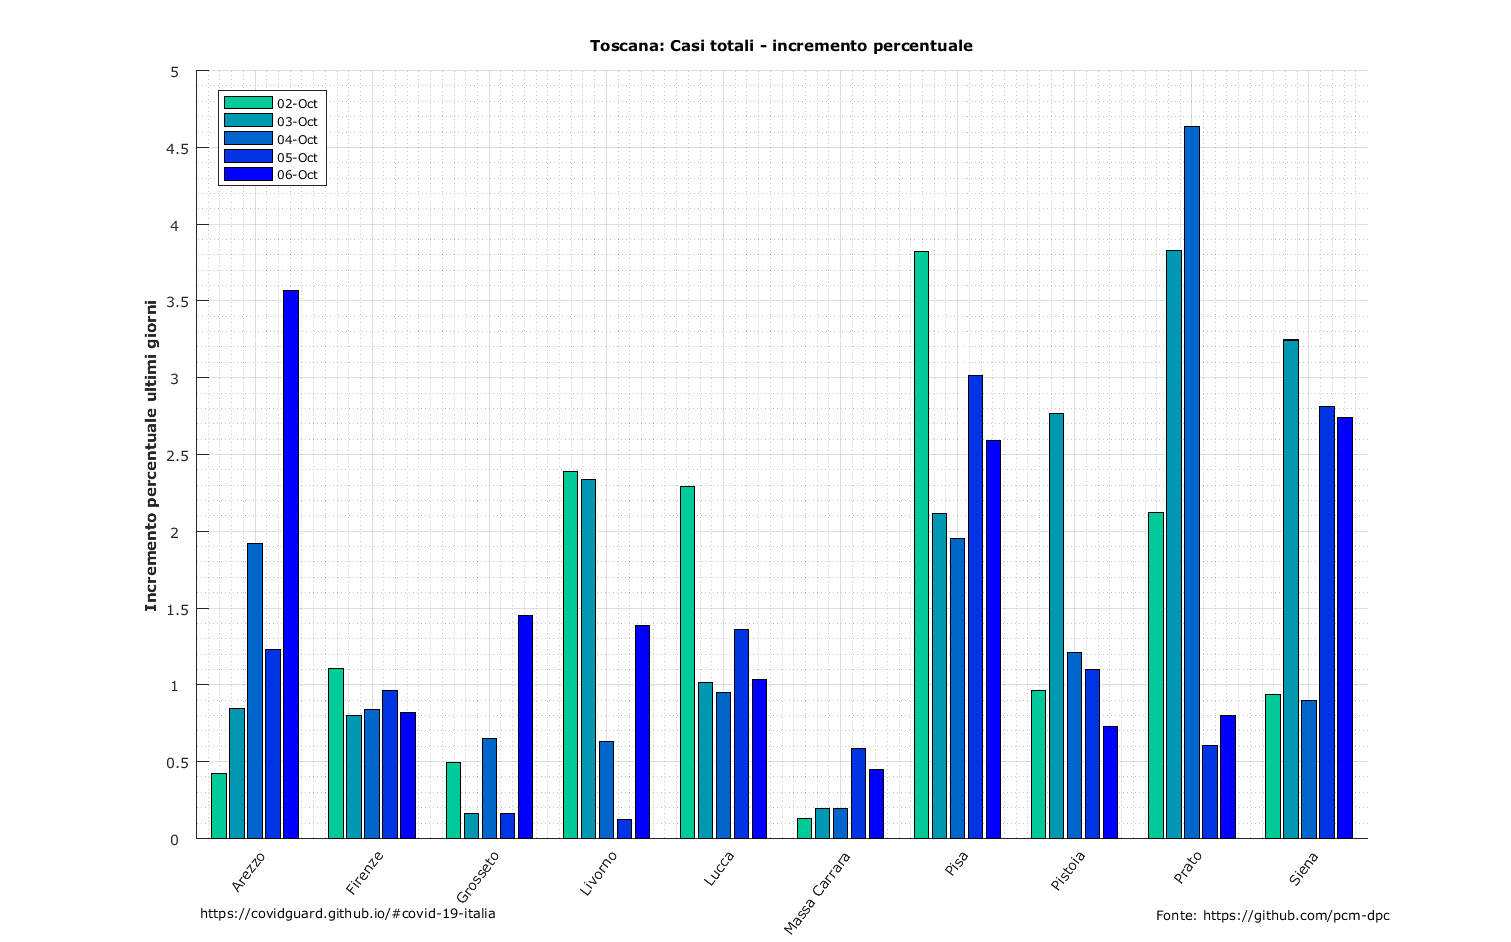 Toscana: Casi totali - incremento percentuale
5
4.5
4
3.5
3
2.5
2
1.5
1
0.5
0
02-Oct
03-Oct
04-Oct
05-Oct
06-Oct
Incremento percentuale ultimi giorni
Arezzo
Firenze
Grosseto
Livorno
Lucca
Massa Carrara
Pisa
Pistoia
Prato
Siena
https://covidguard.github.io/#covid-19-italia
Fonte: https://github.com/pcm-dpc